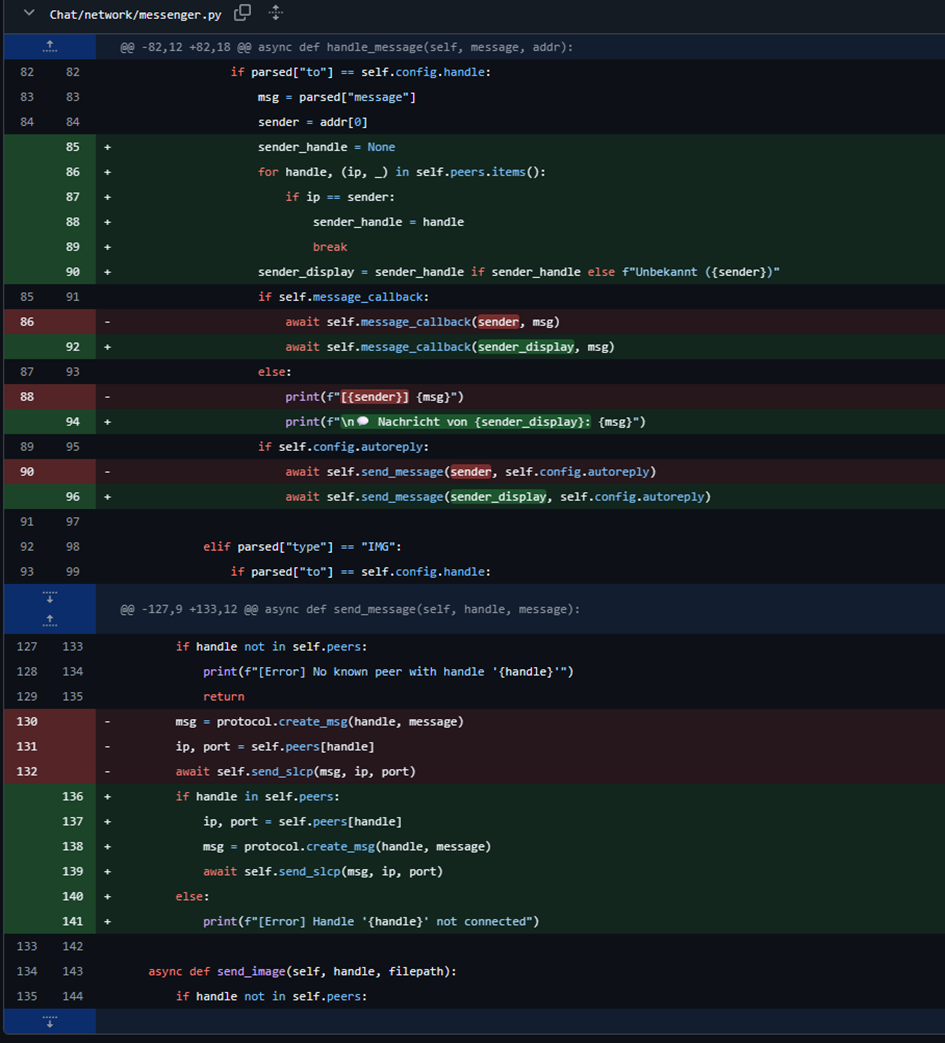 Chat/network/messenger.py
@@ -82,12 +82,18 @@ async def handle_message(self, message, addr):
82 82 if parsed["to"] == self.config.handle:
83 83 msg = parsed["message"]
84 84 sender = addr[0]
85 + sender_handle = None
86 + for handle, (ip, _) in self.peers.items():
87 + if ip == sender:
88 + sender_handle = handle
89 + break
90 + sender_display = sender_handle if sender_handle else f"Unbekannt ({sender})"
85 91 if self.message_callback:
86 - await self.message_callback(sender, msg)
92 + await self.message_callback(sender_display, msg)
87 93 else:
88 - print(f"[{sender}] {msg}")
94 + print(f"\n💬 Nachricht von {sender_display}: {msg}")
89 95 if self.config.autoreply:
90 - await self.send_message(sender, self.config.autoreply)
96 + await self.send_message(sender_display, self.config.autoreply)
91 97
92 98 elif parsed["type"] == "IMG":
93 99 if parsed["to"] == self.config.handle:
@@ -127,9 +133,12 @@ async def send_message(self, handle, message):
127 133 if handle not in self.peers:
128 134 print(f"[Error] No known peer with handle '{handle}'")
129 135 return
130 - msg = protocol.create_msg(handle, message)
131 - ip, port = self.peers[handle]
132 - await self.send_slcp(msg, ip, port)
136 + if handle in self.peers:
137 + ip, port = self.peers[handle]
138 + msg = protocol.create_msg(handle, message)
139 + await self.send_slcp(msg, ip, port)
140 + else:
141 + print(f"[Error] Handle '{handle}' not connected")
133 142
134 143 async def send_image(self, handle, filepath):
135 144 if handle not in self.peers: